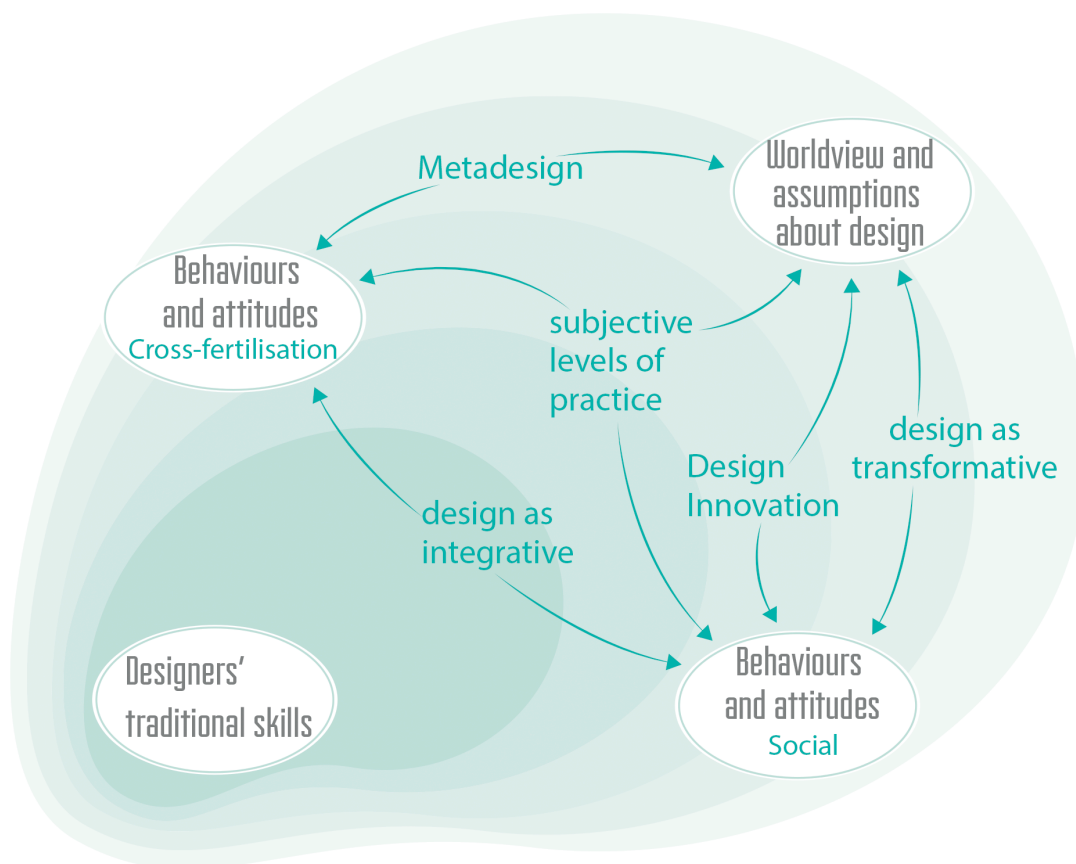 Metadesign
Worldview and
assumptions
about design
Behaviours
and attitudes
Cross-fertilisation
subjective
levels of
practice
design as
transformative
Design
Innovation
design as
integrative
Designers'
traditional skills
Behaviours
and attitudes
Social